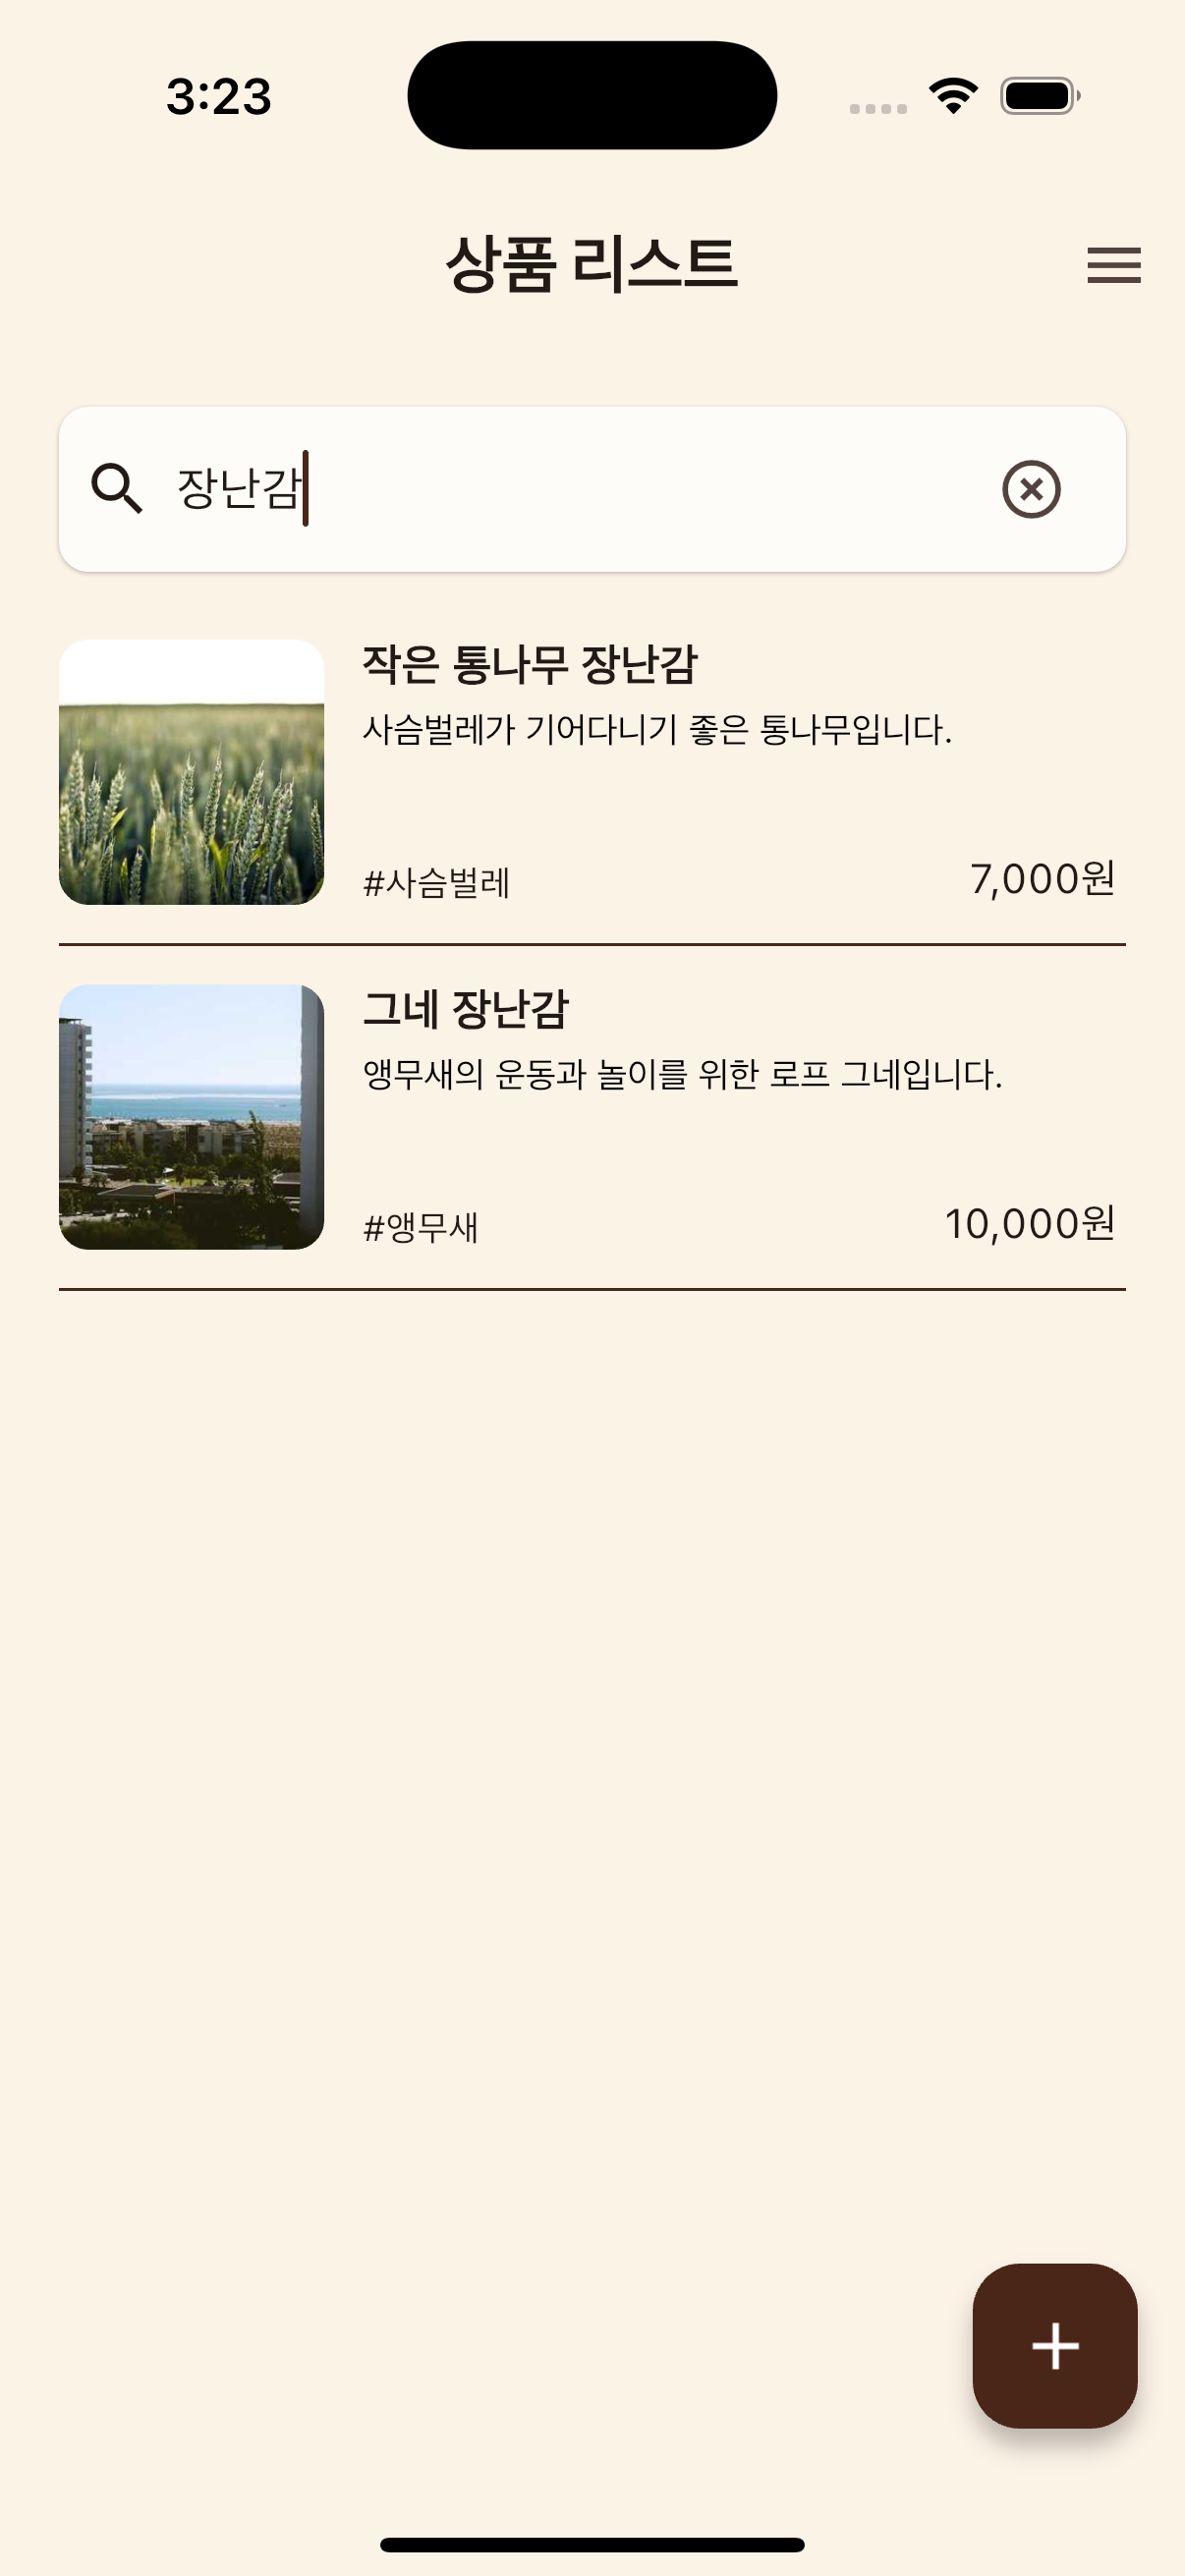 3:23
상품 리스트
장난감
작은 통나무 장난감
사슴벌레가 기어다니기 좋은 통나무입니다.
#사슴벌레
7,000원
그네 장난감
앵무새의 운동과 놀이를 위한 로프 그네입니다.
#앵무새
10,000원